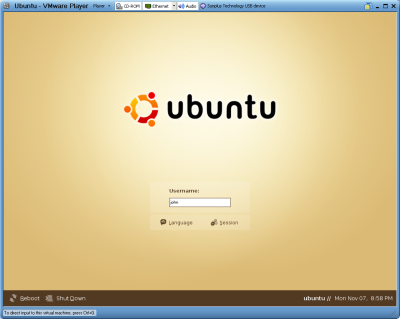 Ubuntu - VMware Player Player CD-ROM Ethernet Audio Sunplus Technology USB device
ubuntu
Username:
john
Language Session
Reboot Shut Down ubuntu // Mon Nov 07, 8:58 PM
To direct input to this virtual machine, press Ctrl+G.